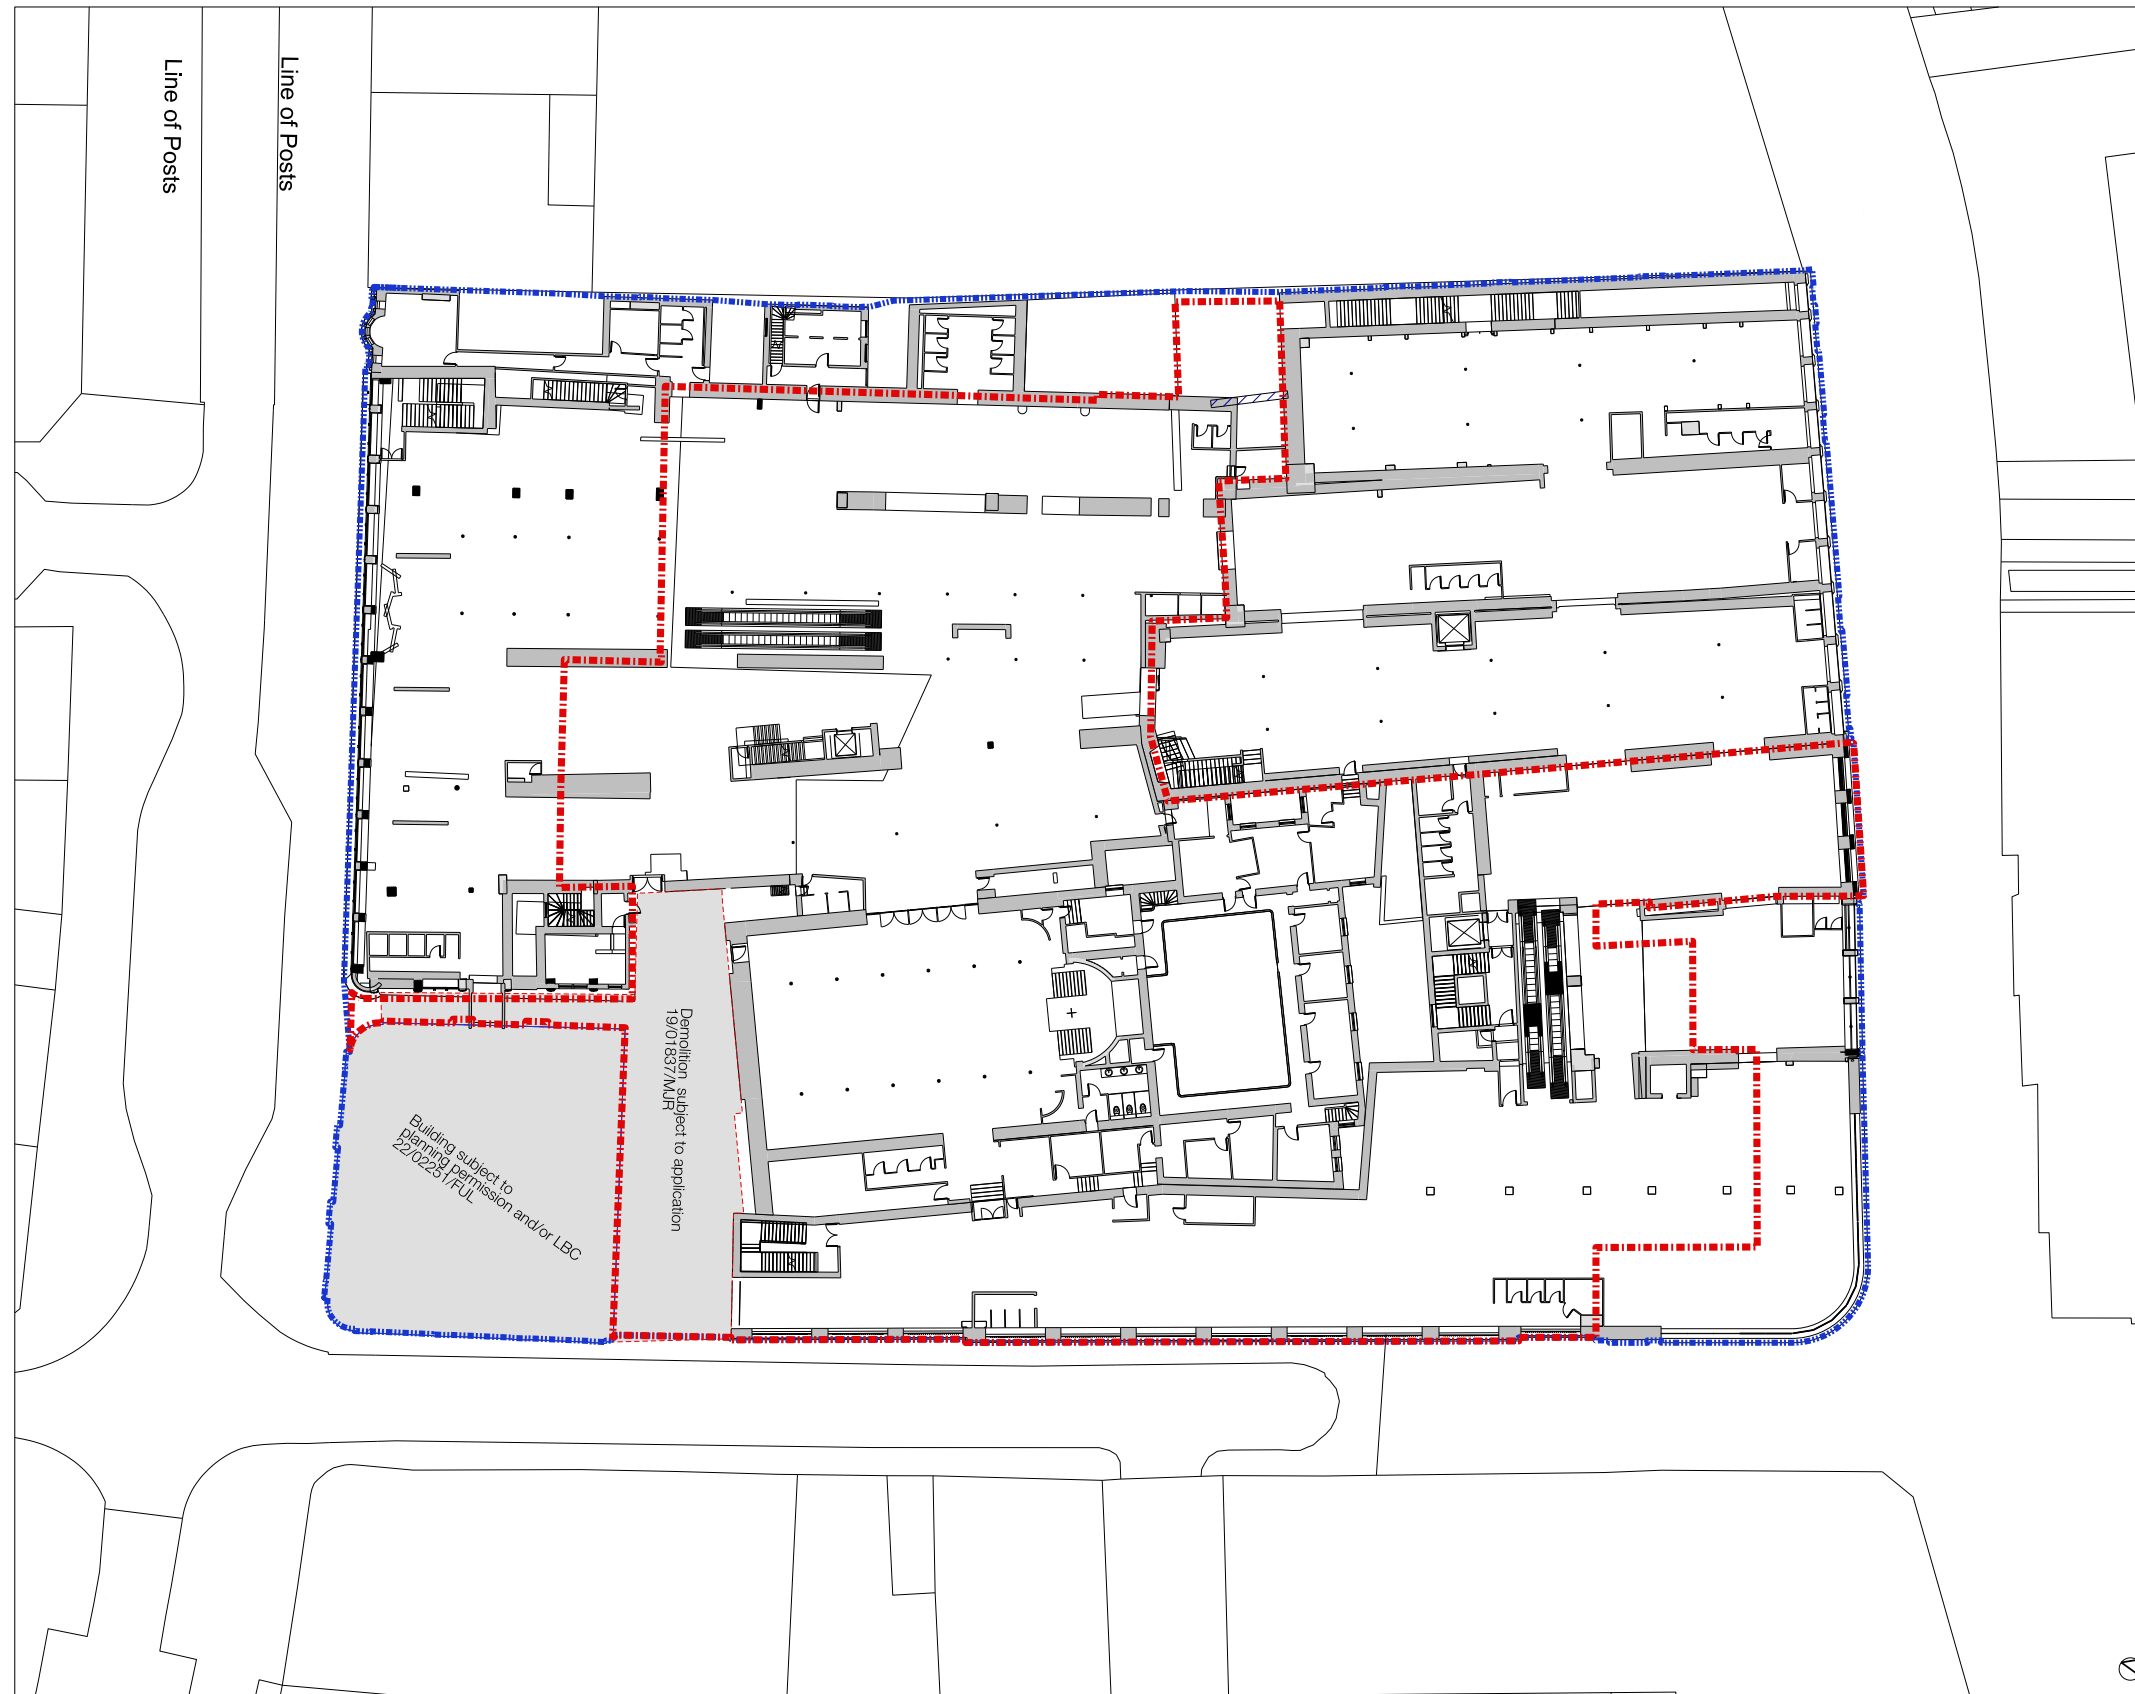 Line of Posts
Line of Posts
Demolition subject to application
19/01837/MJR
Building subject to
planning permission and/or LBC
22/02251/FUL